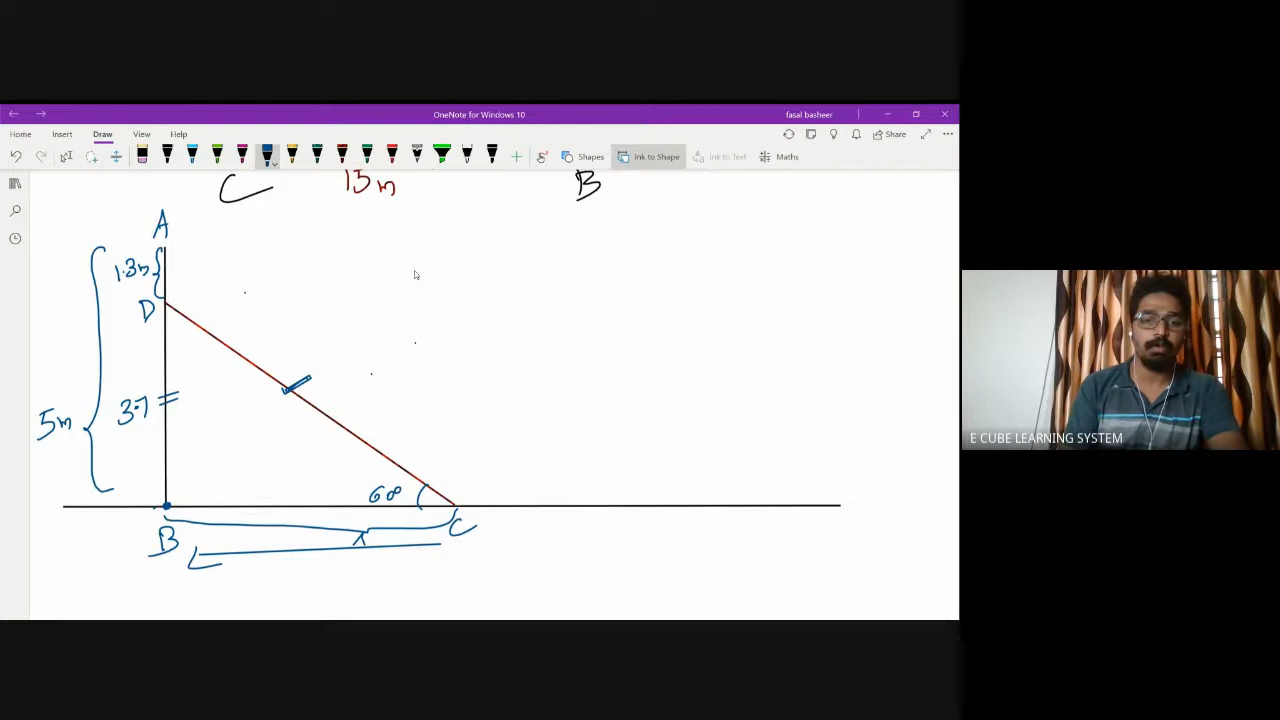 OneNote for Windows 10
fasal basheer
Home Insert Draw View Help
Share
Shapes Ink to Shape Ink to Text Maths
C 15m B
A
1.3m
D
3.7
5m
60°
B x C
E CUBE LEARNING SYSTEM